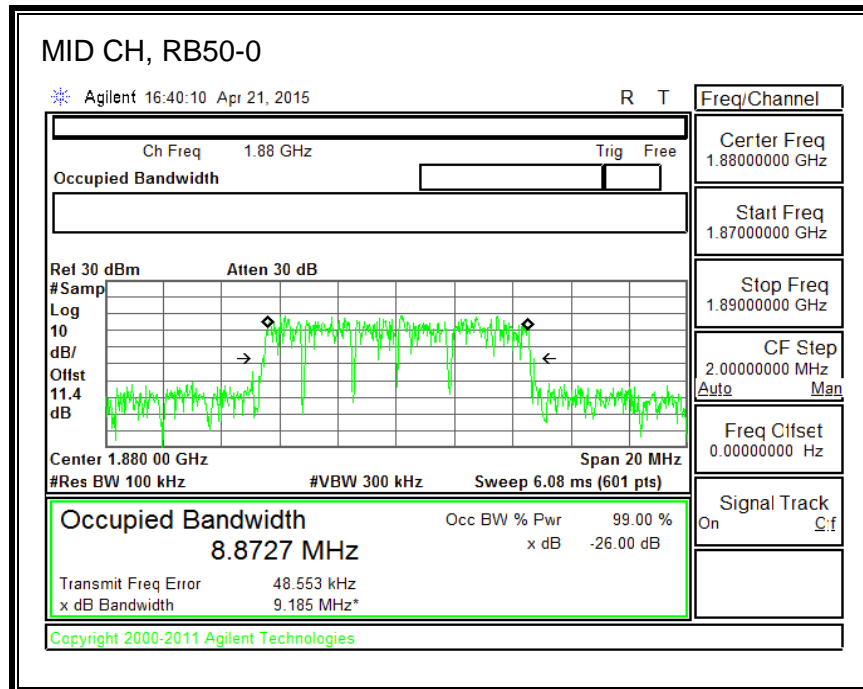 MID CH, RB50-0
Agilent 16:40:10 Apr 21, 2015 R T
Freq/Channel
Ch Freq 1.88 GHz Trig Free
Occupied Bandwidth
Center Freq
1.88000000 GHz
Start Freq
1.87000000 GHz
Stop Freq
1.89000000 GHz
CF Step
2.00000000 MHz
Auto Man
Freq Offset
0.00000000 Hz
Signal Track
On Off
Ref 30 dBm Atten 30 dB
#Samp
Log
10
dB/
Offst
11.4
dB
Center 1.880 00 GHz Span 20 MHz
#Res BW 100 kHz #VBW 300 kHz Sweep 6.08 ms (601 pts)
Occupied Bandwidth
8.8727 MHz
Occ BW % Pwr 99.00 %
x dB -26.00 dB
Transmit Freq Error 48.553 kHz
x dB Bandwidth 9.185 MHz*
Copyright 2000-2011 Agilent Technologies